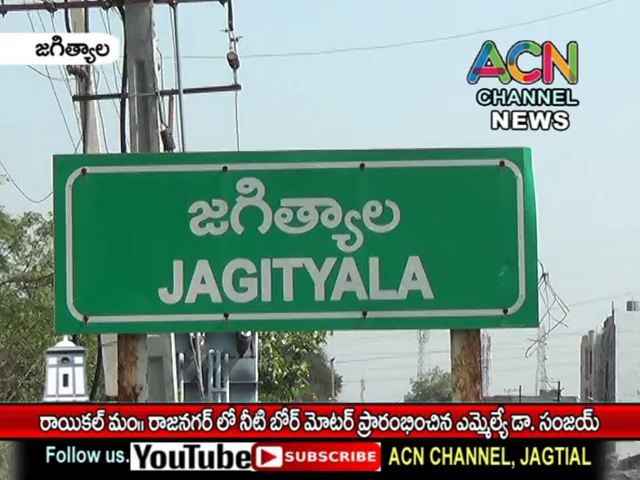 జగిత్యాల
ACN
CHANNEL
NEWS
జగిత్యాల
JAGITYALA
రాయికల్ మం|| రాజనగర్ లో నీటి బోర్ మోటర్ ప్రారంభించిన ఎమ్మెల్యే డా. సంజయ్
Follow us. YouTube SUBSCRIBE ACN CHANNEL, JAGTIAL